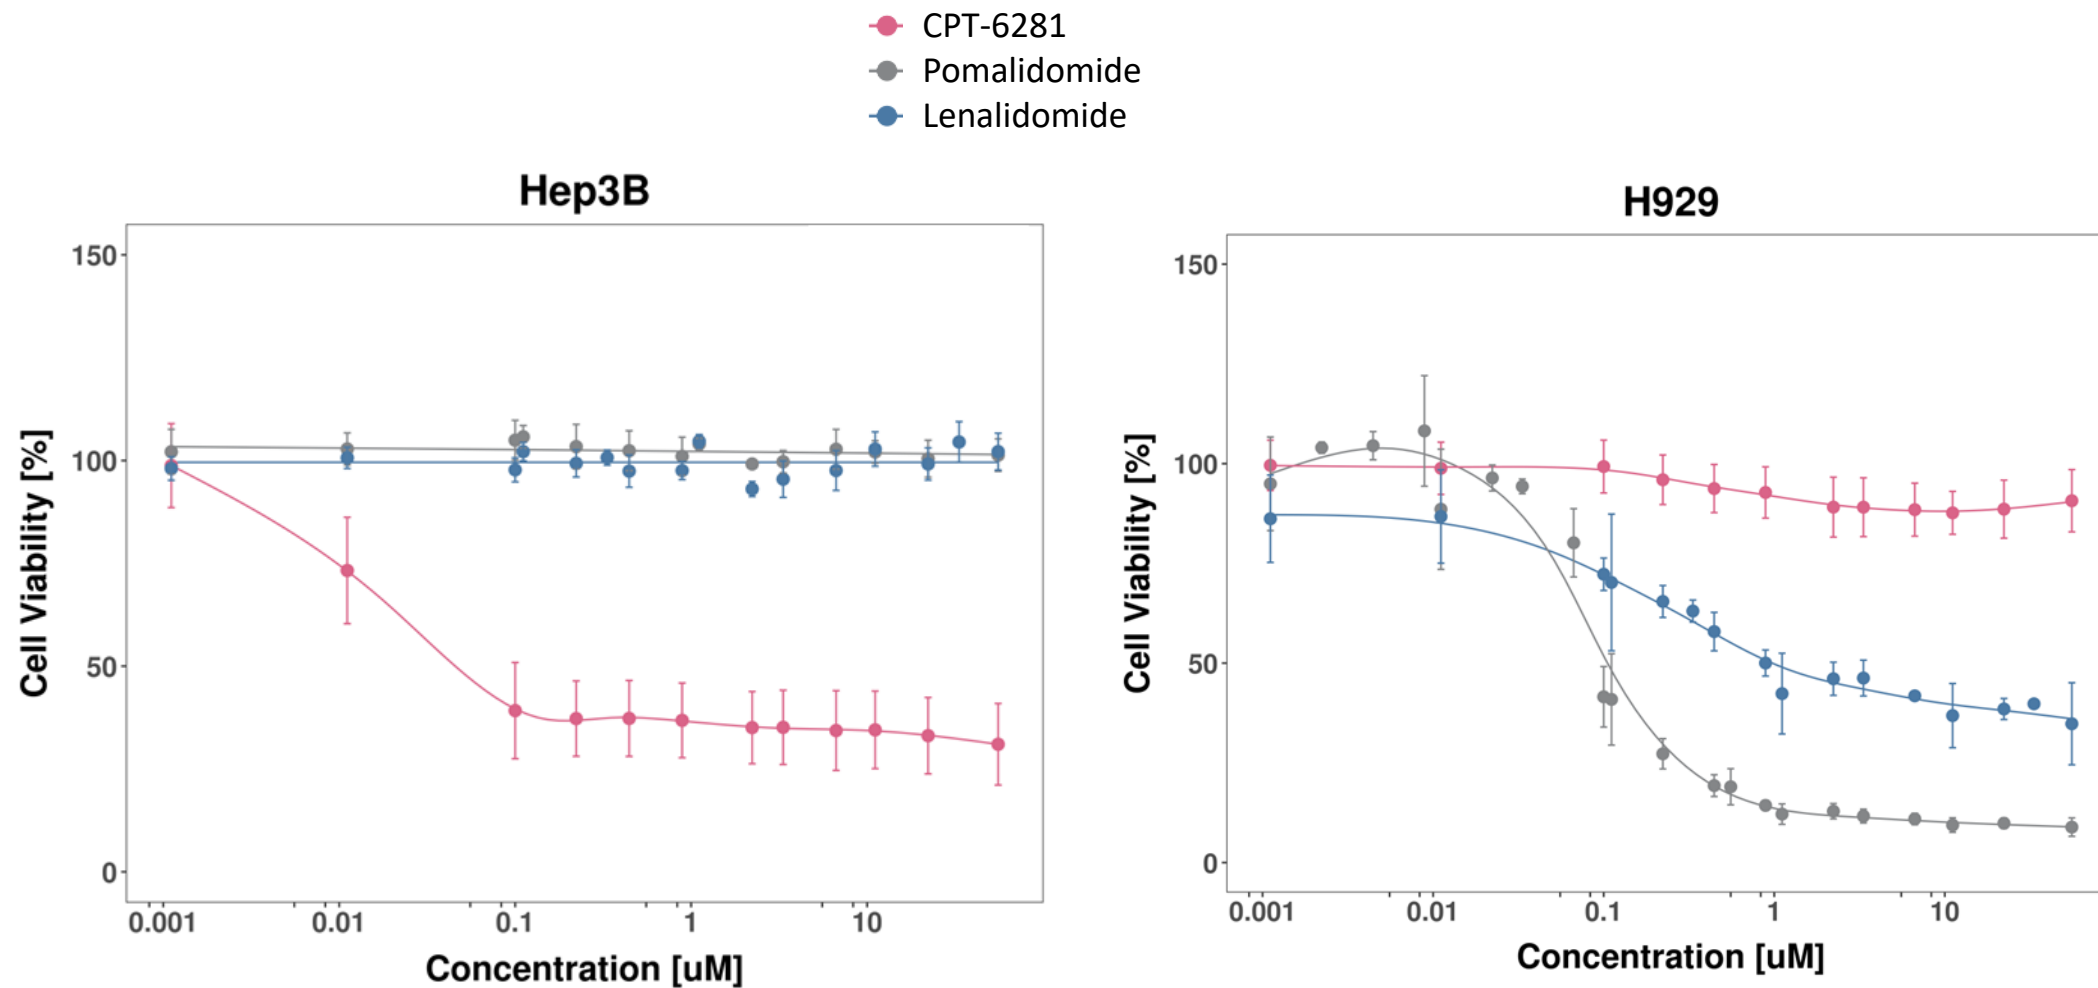 CPT-6281
Pomalidomide
Lenalidomide
Hep3B
150
100
50
0
Cell Viability [%]
0.001 0.01 0.1 1 10
Concentration [uM]
H929
150
100
50
0
Cell Viability [%]
0.001 0.01 0.1 1 10
Concentration [uM]